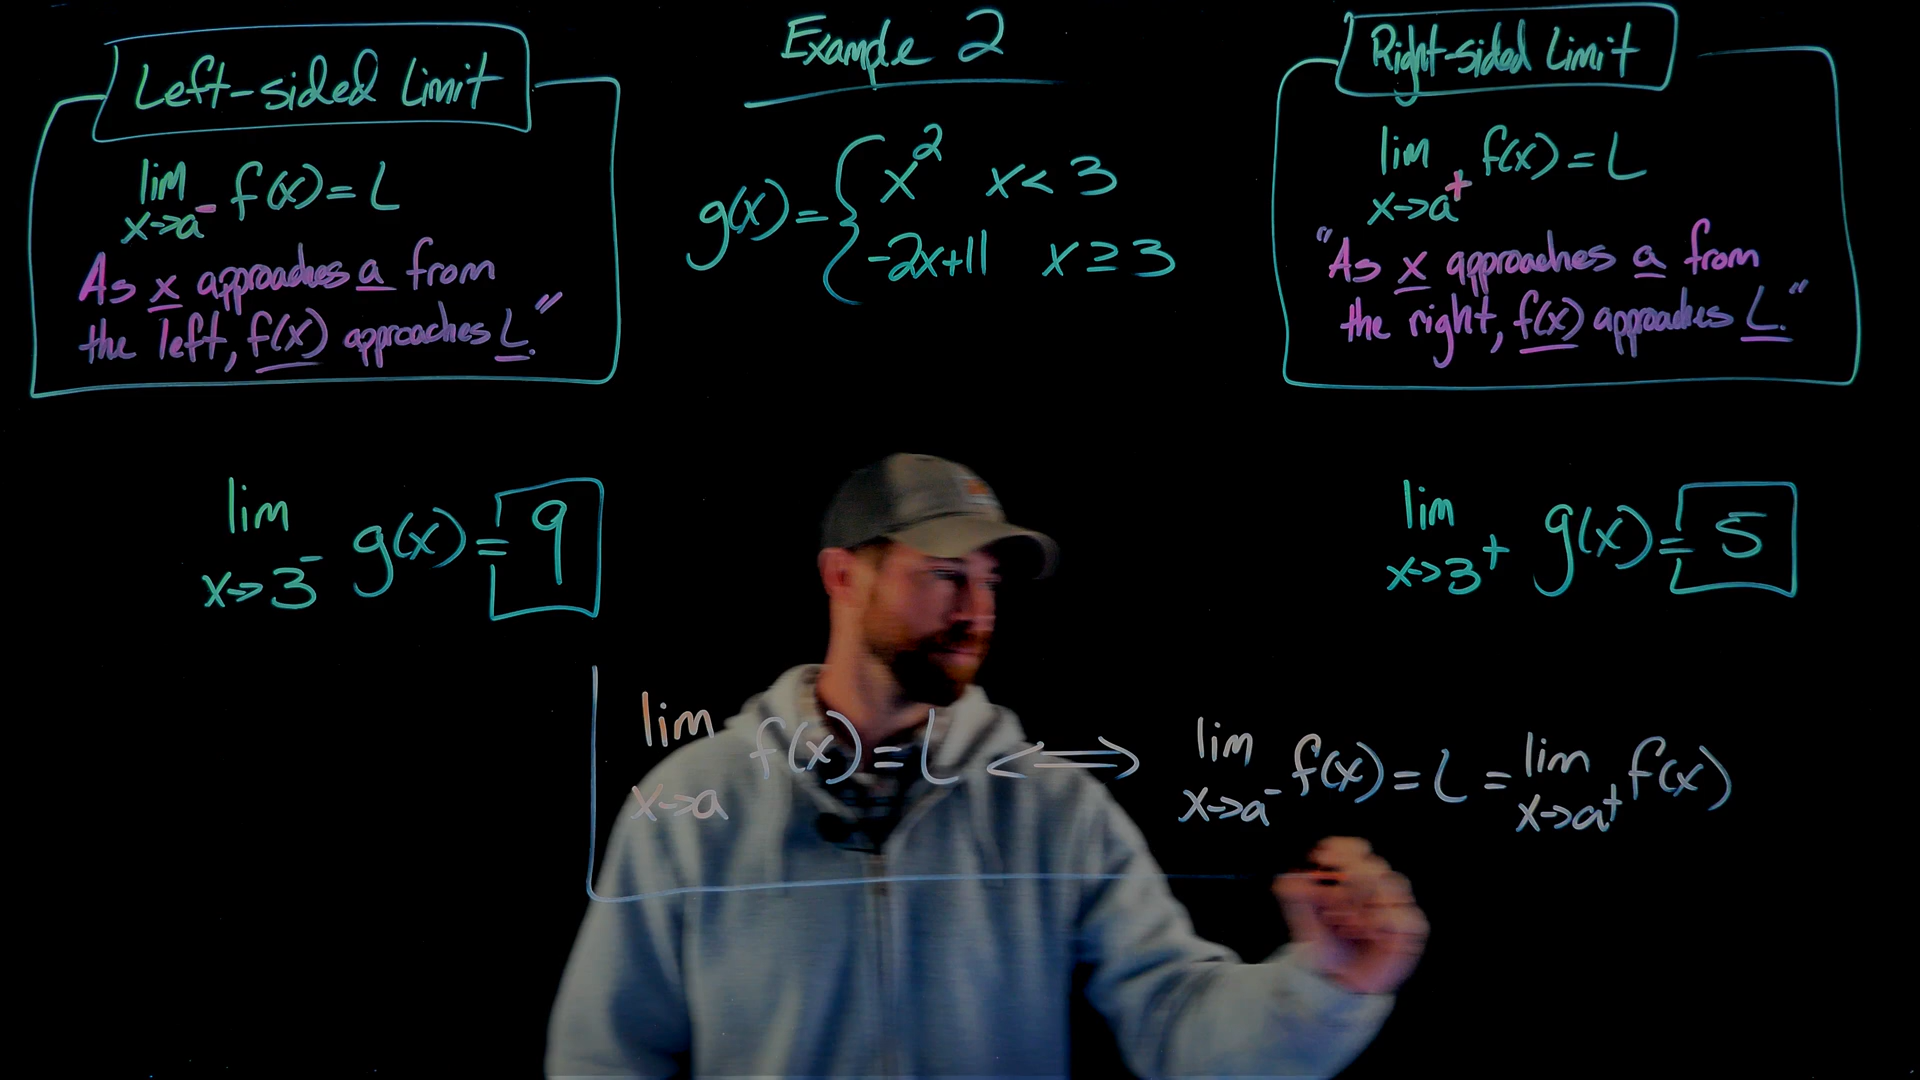 Left-sided Limit
lim f(x) = L
x->a⁻
As x approaches a from
the left, f(x) approaches L."
Example 2
g(x) = { x² x < 3
-2x+11 x ≥ 3
Right-sided Limit
lim f(x) = L
x->a⁺
"As x approaches a from
the right, f(x) approaches L."
lim g(x) = 9
x->3⁻
lim g(x) = 5
x->3⁺
lim f(x) = L <=> lim f(x) = L = lim f(x)
x->a x->a⁻ x->a⁺